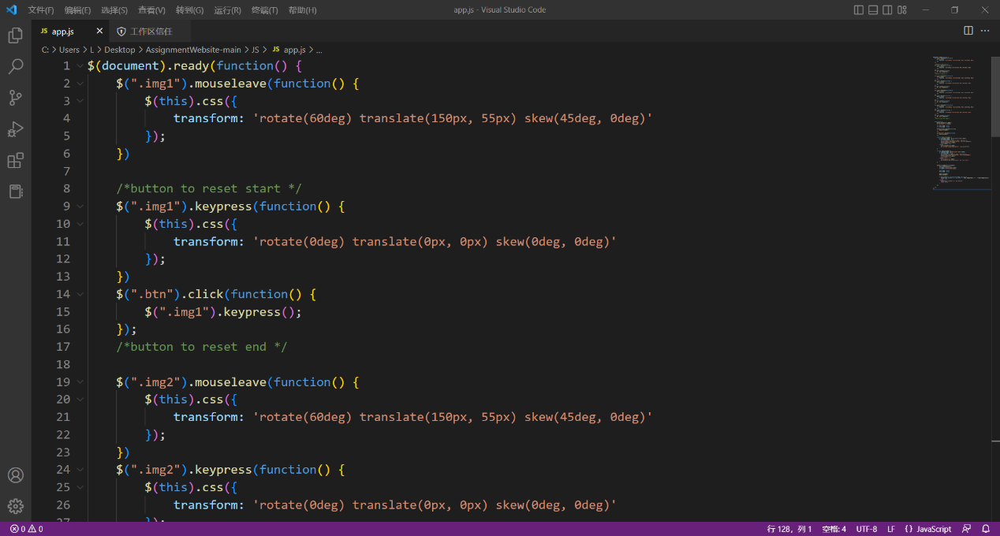 文件(F) 编辑(E) 选择(S) 查看(V) 转到(G) 运行(R) 终端(T) 帮助(H) app.js - Visual Studio Code
JS app.js 工作区信任
C: > Users > L > Desktop > AssignmentWebsite-main > JS > JS app.js > ...
1 $(document).ready(function() {
2 $(".img1").mouseleave(function() {
3 $(this).css({
4 transform: 'rotate(60deg) translate(150px, 55px) skew(45deg, 0deg)'
5 });
6 })
7
8 /*button to reset start */
9 $(".img1").keypress(function() {
10 $(this).css({
11 transform: 'rotate(0deg) translate(0px, 0px) skew(0deg, 0deg)'
12 });
13 })
14 $(".btn").click(function() {
15 $(".img1").keypress();
16 });
17 /*button to reset end */
18
19 $(".img2").mouseleave(function() {
20 $(this).css({
21 transform: 'rotate(60deg) translate(150px, 55px) skew(45deg, 0deg)'
22 });
23 })
24 $(".img2").keypress(function() {
25 $(this).css({
26 transform: 'rotate(0deg) translate(0px, 0px) skew(0deg, 0deg)'
27 });
0 0 行 128，列 1 空格: 4 UTF-8 LF {} JavaScript